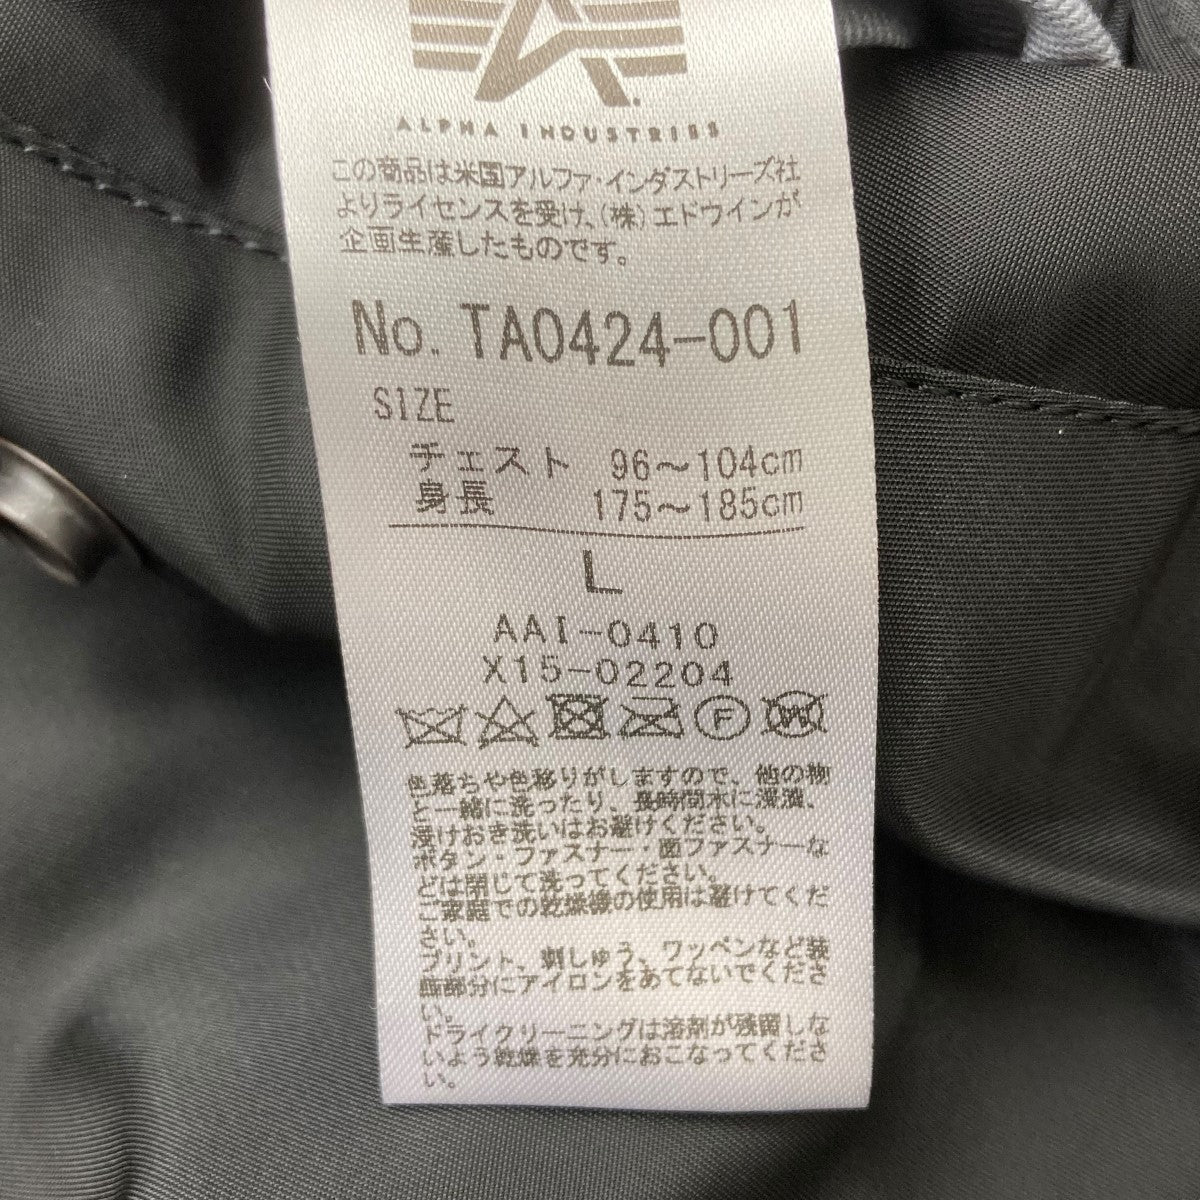 ALPHA INDUSTRIES
この商品は米国アルファ・インダストリーズ社
よりライセンスを受け、(株)エドウインが
企画生産したものです。
No. TA0424-001
SIZE
チェスト 96～104cm
身長 175～185cm
L
AAI-0410
X15-02204
F W
色落ちや色移りがしますので、他の物
と一緒に洗ったり、長時間水に浸漬、
浸けおき洗いはお避けください。
ボタン・ファスナー・面ファスナーな
どは閉じて洗ってください。
ご家庭での乾燥機の使用は避けてくだ
さい。
プリント、刺しゅう、ワッペンなど装
飾部分にアイロンをあてないでくださ
い。
ドライクリーニングは溶剤が残留しな
いよう乾燥を充分におこなってくださ
い。